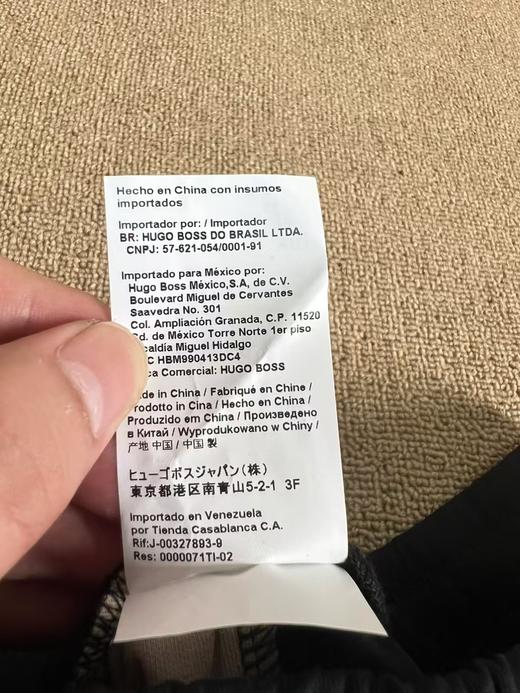 Hecho en China con insumos
importados
Importador por: / Importador
BR: HUGO BOSS DO BRASIL LTDA.
CNPJ: 57-621-054/0001-91
Importado para México por:
Hugo Boss México,S.A, de C.V.
Boulevard Miguel de Cervantes
Saavedra No. 301
Col. Ampliación Granada, C.P. 11520
d. de México Torre Norte 1er piso
caldía Miguel Hidalgo
C HBM990413DC4
ca Comercial: HUGO BOSS
de in China / Fabriqué en Chine /
rodotto in Cina / Hecho en China /
Produzido em China / Произведено
в Китай / Wyprodukowano w Chiny /
产地 中国 / 中国 製
ヒューゴボスジャパン(株)
東京都港区南青山5-2-1 3F
Importado en Venezuela
por Tienda Casablanca C.A.
Rif:J-00327893-9
Res: 0000071TI-02